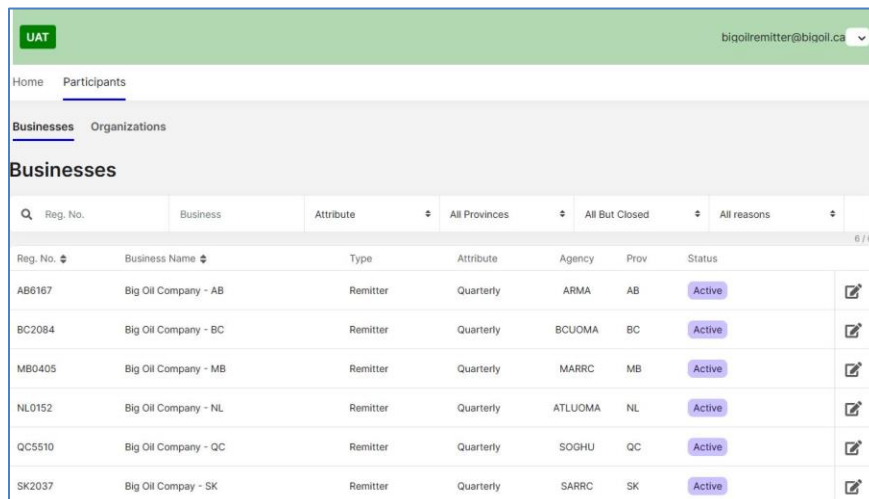 UAT bigoilremitter@bigoil.ca
Home Participants
Businesses Organizations
Businesses
Reg. No. Business Attribute All Provinces All But Closed All reasons
Reg. No. Business Name Type Attribute Agency Prov Status
AB6167 Big Oil Company - AB Remitter Quarterly ARMA AB Active
BC2084 Big Oil Company - BC Remitter Quarterly BCUOMA BC Active
MB0405 Big Oil Company - MB Remitter Quarterly MARRC MB Active
NL0152 Big Oil Company - NL Remitter Quarterly ATLUOMA NL Active
QC5510 Big Oil Company - QC Remitter Quarterly SOGHU QC Active
SK2037 Big Oil Compay - SK Remitter Quarterly SARRC SK Active